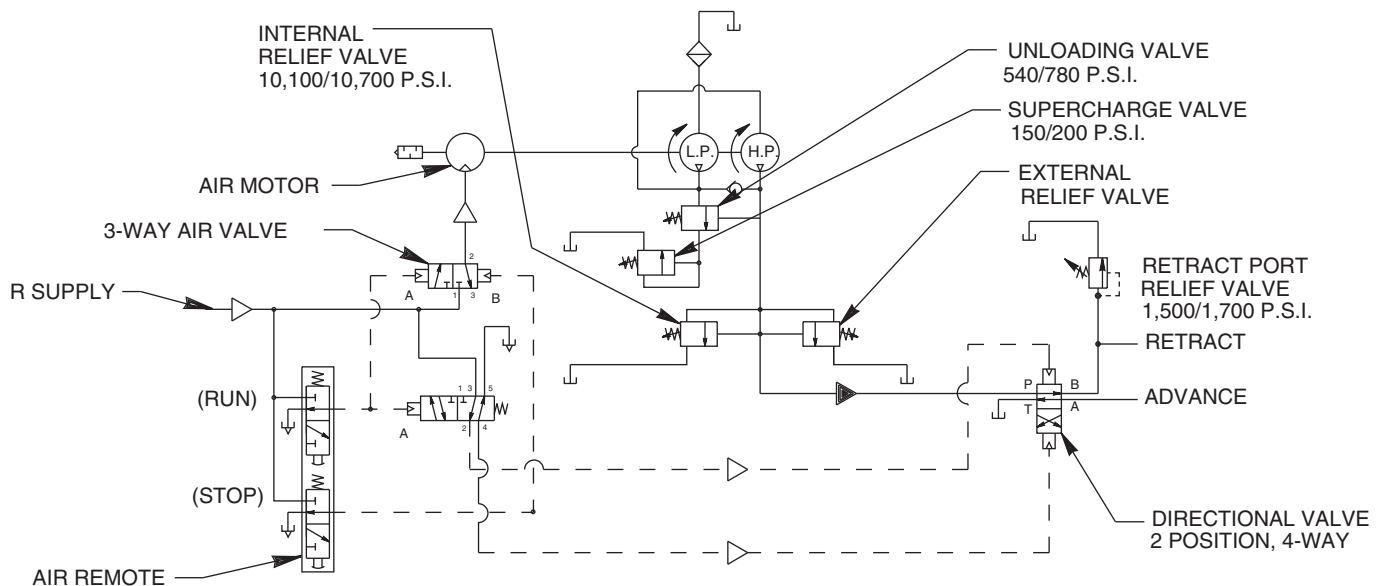 INTERNAL
RELIEF VALVE
10,100/10,700 P.S.I.
UNLOADING VALVE
540/780 P.S.I.
SUPERCHARGE VALVE
150/200 P.S.I.
L.P.
H.P.
AIR MOTOR
EXTERNAL
RELIEF VALVE
3-WAY AIR VALVE
2
A
1
3
B
R SUPPLY
RETRACT PORT
RELIEF VALVE
1,500/1,700 P.S.I.
RETRACT
(RUN)
1
3
5
A
2
4
P
B
T
A
ADVANCE
(STOP)
DIRECTIONAL VALVE
2 POSITION, 4-WAY
AIR REMOTE